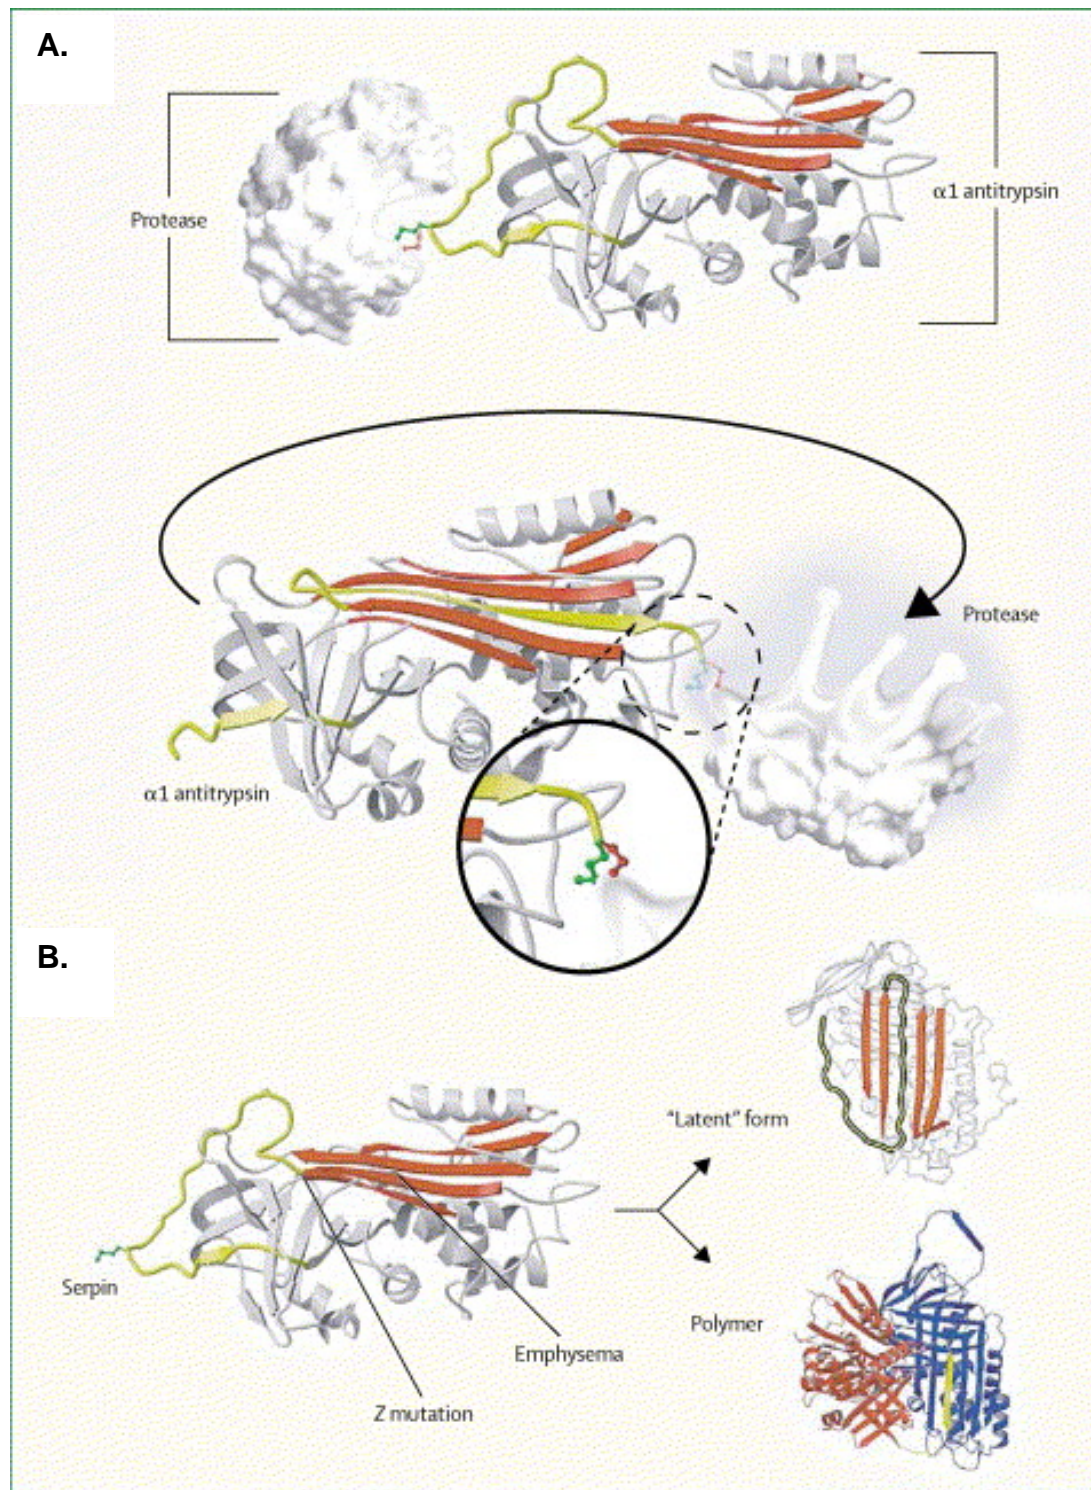 A.
Protease
α1 antitrypsin
Protease
α1 antitrypsin
B.
"Latent" form
Serpin
Polymer
Emphysema
Z mutation